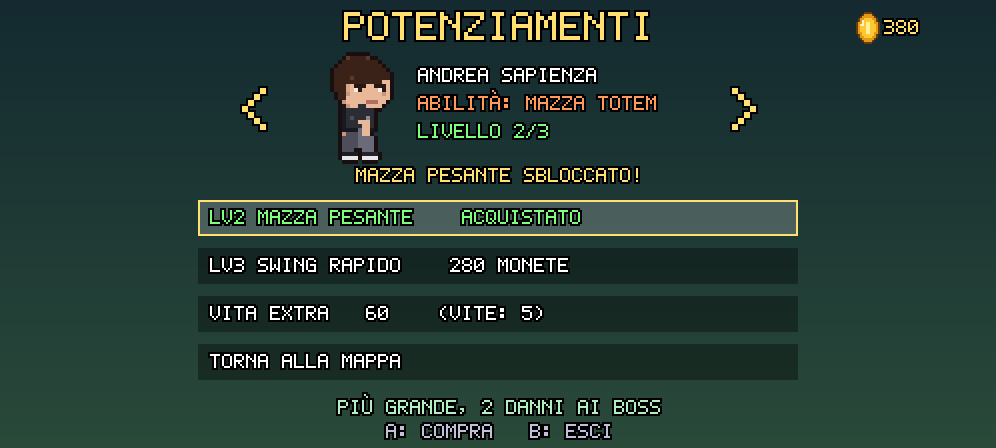 POTENZIAMENTI
380
ANDREA SAPIENZA
ABILITÀ: MAZZA TOTEM
LIVELLO 2/3
MAZZA PESANTE SBLOCCATO!
LV2 MAZZA PESANTE ACQUISTATO
LV3 SWING RAPIDO 280 MONETE
VITA EXTRA 60 (VITE: 5)
TORNA ALLA MAPPA
PIÙ GRANDE, 2 DANNI AI BOSS
A: COMPRA B: ESCI